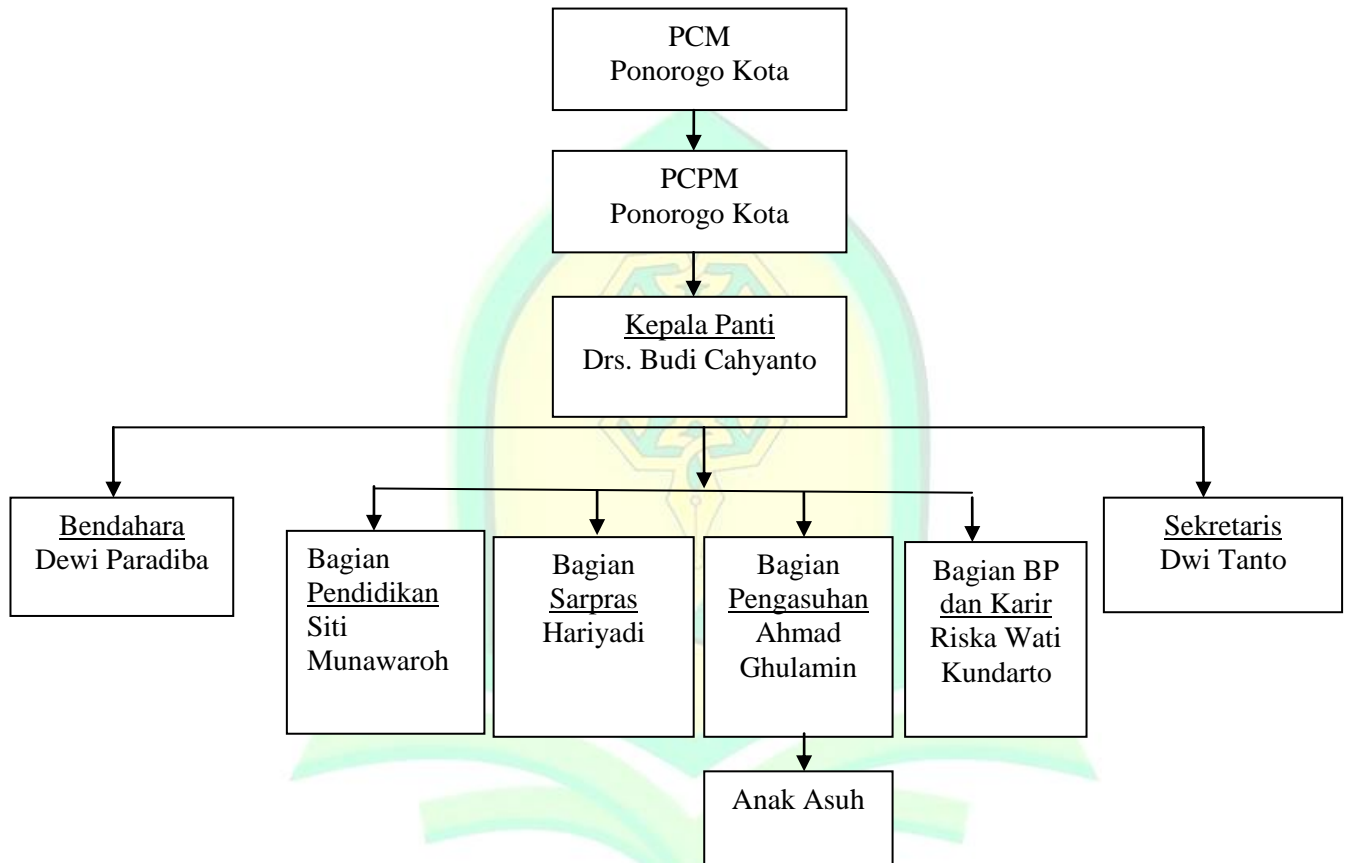 PCM
Ponorogo Kota
PCPM
Ponorogo Kota
Kepala Panti
Drs. Budi Cahyanto
Bendahara
Dewi Paradiba
Bagian
Pendidikan
Siti
Munawaroh
Bagian
Sarpras
Hariyadi
Bagian
Pengasuhan
Ahmad
Ghulamin
Bagian BP
dan Karir
Riska Wati
Kundarto
Sekretaris
Dwi Tanto
Anak Asuh